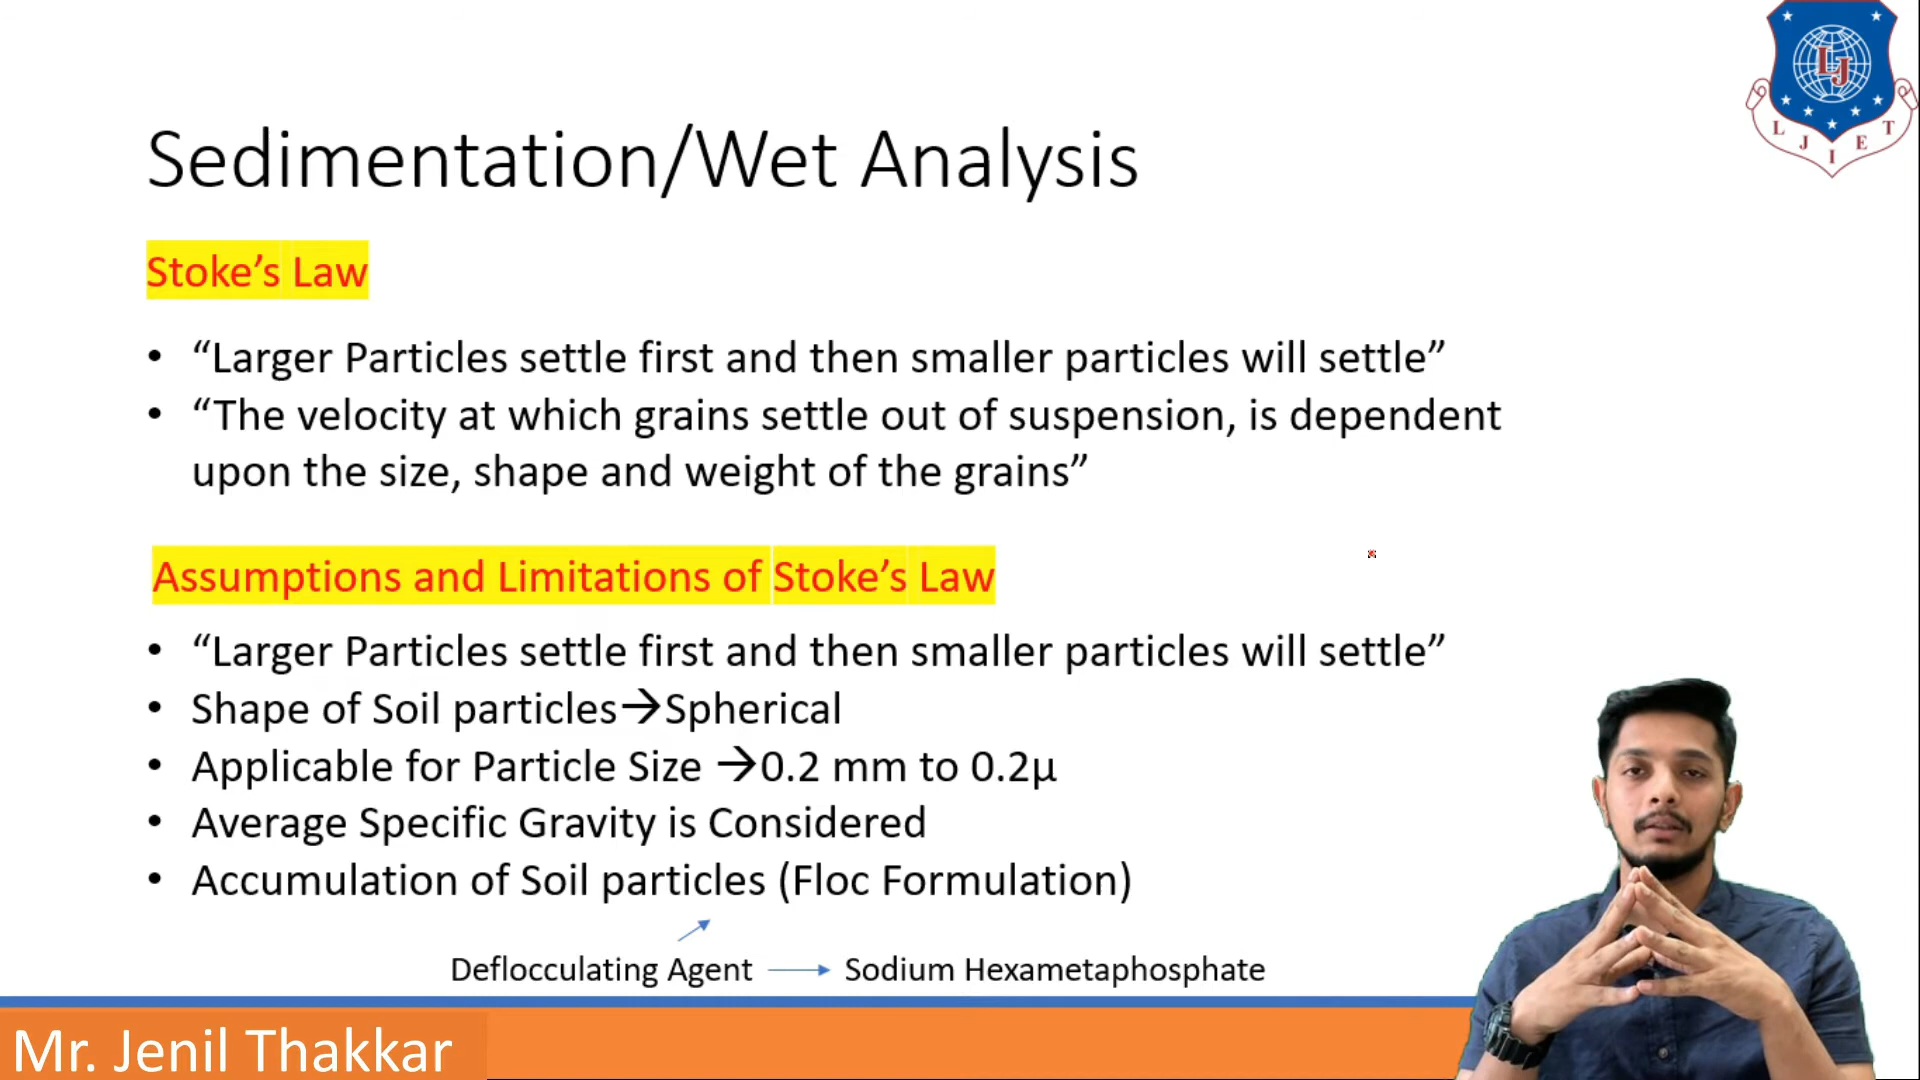 LJ
L J I E T
Sedimentation/Wet Analysis
Stoke’s Law
• “Larger Particles settle first and then smaller particles will settle”
• “The velocity at which grains settle out of suspension, is dependent
upon the size, shape and weight of the grains”
Assumptions and Limitations of Stoke’s Law
• “Larger Particles settle first and then smaller particles will settle”
• Shape of Soil particles→Spherical
• Applicable for Particle Size →0.2 mm to 0.2µ
• Average Specific Gravity is Considered
• Accumulation of Soil particles (Floc Formulation)
Deflocculating Agent → Sodium Hexametaphosphate
Mr. Jenil Thakkar